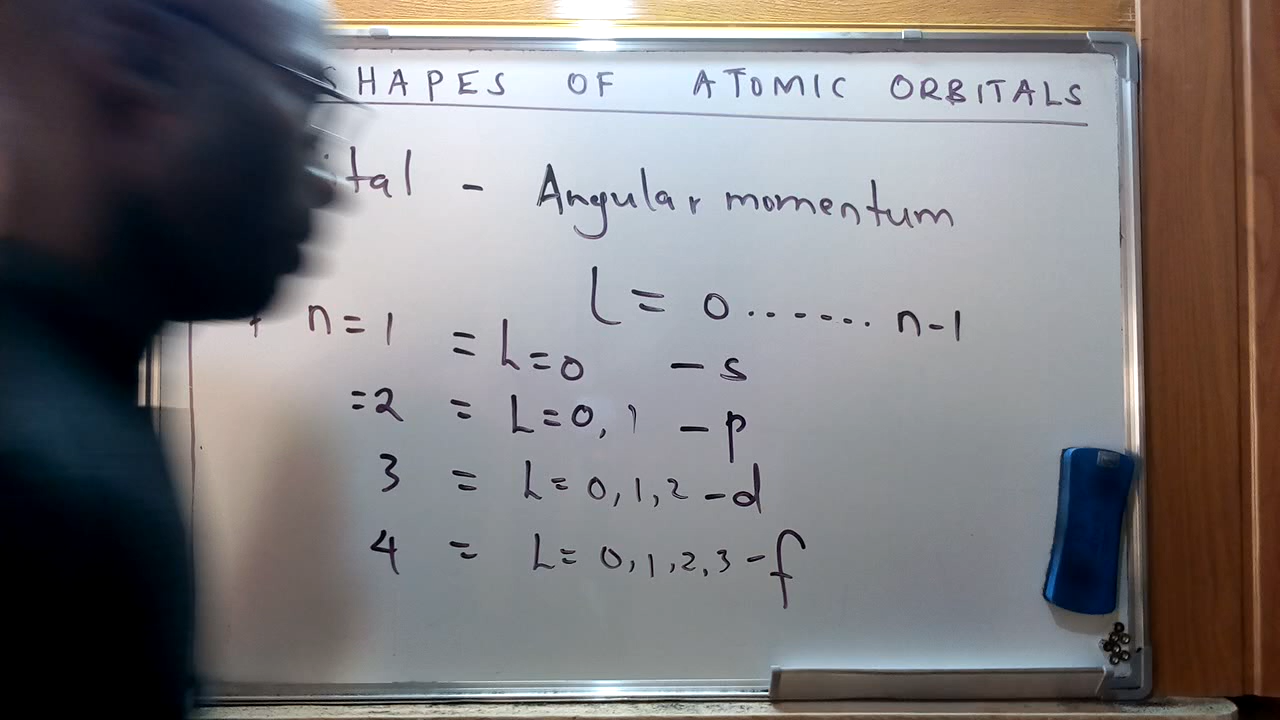 SHAPES OF ATOMIC ORBITALS
ital - Angular momentum
l = 0 ....... n-1
n = 1 = L = 0 - s
= 2 = L = 0, 1 - p
3 = L = 0, 1, 2 - d
4 = L = 0, 1, 2, 3 - f